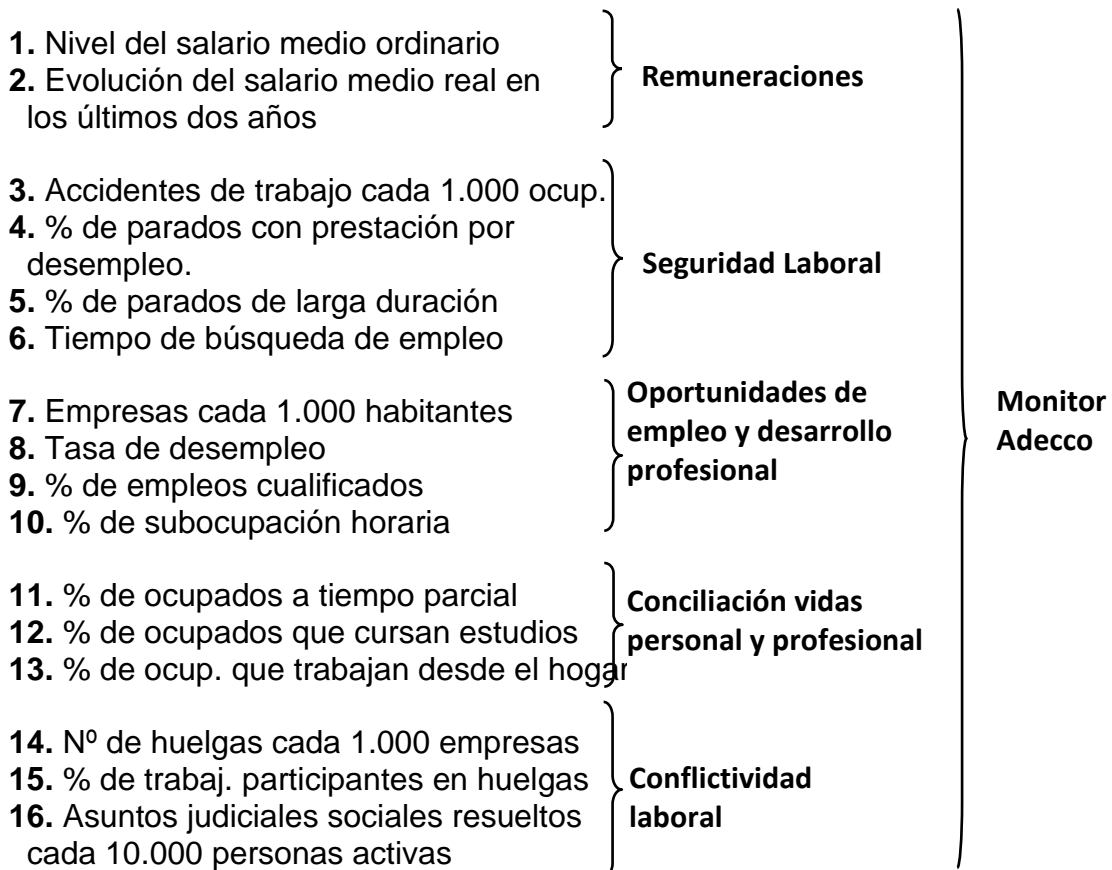 1. Nivel del salario medio ordinario
2. Evolución del salario medio real en
los últimos dos años
Remuneraciones
3. Accidentes de trabajo cada 1.000 ocup.
4. % de parados con prestación por
desempleo.
5. % de parados de larga duración
6. Tiempo de búsqueda de empleo
Seguridad Laboral
7. Empresas cada 1.000 habitantes
8. Tasa de desempleo
9. % de empleos cualificados
10. % de subocupación horaria
Oportunidades de
empleo y desarrollo
profesional
11. % de ocupados a tiempo parcial
12. % de ocupados que cursan estudios
13. % de ocup. que trabajan desde el hogar
Conciliación vidas
personal y profesional
14. Nº de huelgas cada 1.000 empresas
15. % de trabaj. participantes en huelgas
16. Asuntos judiciales sociales resueltos
cada 10.000 personas activas
Conflictividad
laboral
Monitor
Adecco